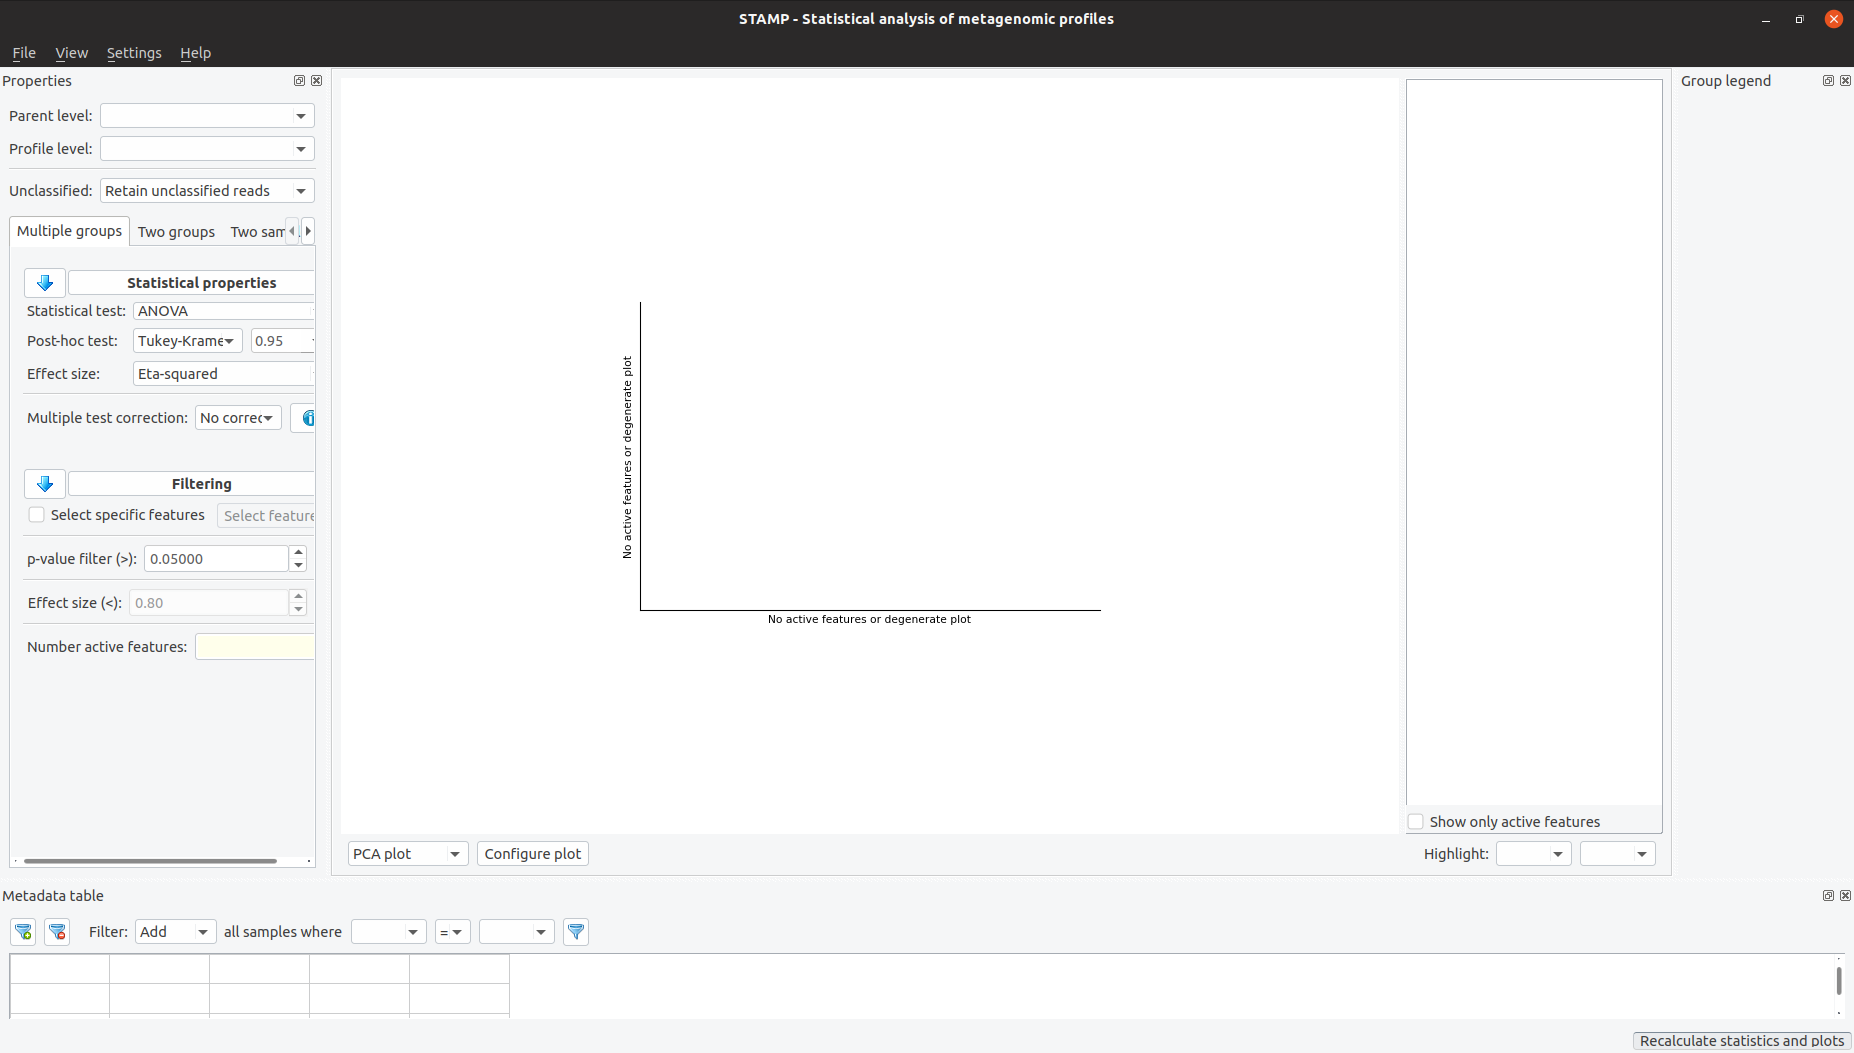 STAMP - Statistical analysis of metagenomic profiles
File View Settings Help
Properties
Parent level:
Profile level:
Unclassified: Retain unclassified reads
Multiple groups Two groups Two sam
Statistical properties
Statistical test: ANOVA
Post-hoc test: Tukey-Krame 0.95
Effect size: Eta-squared
Multiple test correction: No correc
Filtering
Select specific features Select feature
p-value filter (>): 0.05000
Effect size (<): 0.80
Number active features:
No active features or degenerate plot
No active features or degenerate plot
PCA plot Configure plot
Show only active features
Highlight:
Group legend
Metadata table
Filter: Add all samples where =
Recalculate statistics and plots